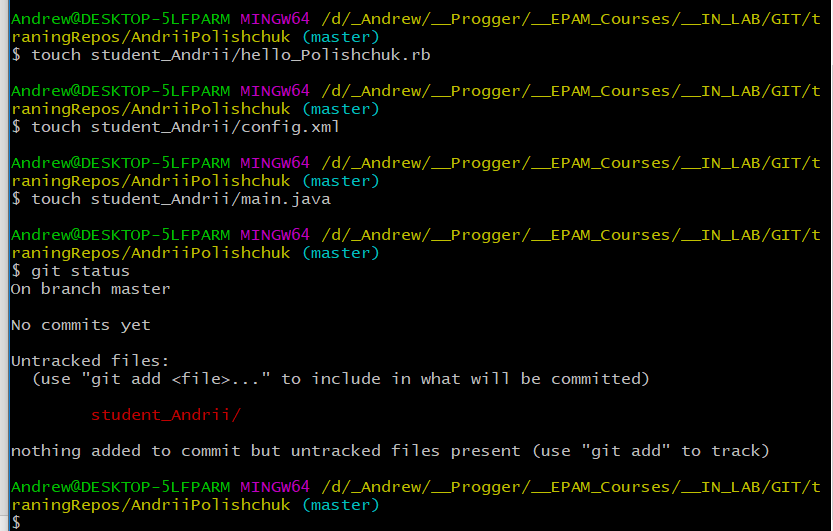 Andrew@DESKTOP-5LFPARM MINGW64 /d/_Andrew/__Progger/__EPAM_Courses/__IN_LAB/GIT/t
raningRepos/AndriiPolishchuk (master)
$ touch student_Andrii/hello_Polishchuk.rb
Andrew@DESKTOP-5LFPARM MINGW64 /d/_Andrew/__Progger/__EPAM_Courses/__IN_LAB/GIT/t
raningRepos/AndriiPolishchuk (master)
$ touch student_Andrii/config.xml
Andrew@DESKTOP-5LFPARM MINGW64 /d/_Andrew/__Progger/__EPAM_Courses/__IN_LAB/GIT/t
raningRepos/AndriiPolishchuk (master)
$ touch student_Andrii/main.java
Andrew@DESKTOP-5LFPARM MINGW64 /d/_Andrew/__Progger/__EPAM_Courses/__IN_LAB/GIT/t
raningRepos/AndriiPolishchuk (master)
$ git status
On branch master
No commits yet
Untracked files:
(use "git add <file>..." to include in what will be committed)
student_Andrii/
nothing added to commit but untracked files present (use "git add" to track)
Andrew@DESKTOP-5LFPARM MINGW64 /d/_Andrew/__Progger/__EPAM_Courses/__IN_LAB/GIT/t
raningRepos/AndriiPolishchuk (master)
$